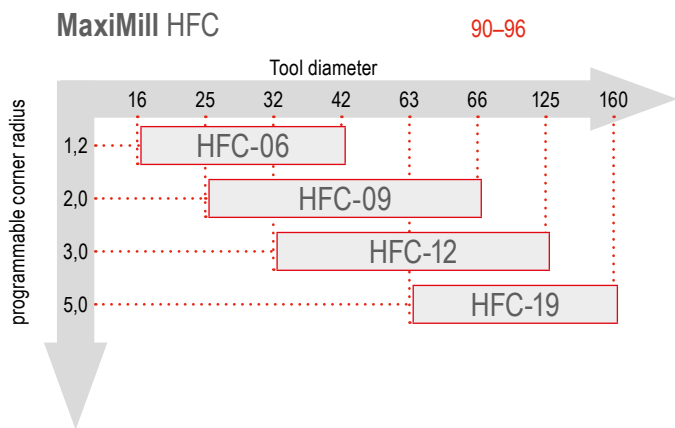 MaxiMill HFC 90–96
Tool diameter
16 25 32 42 63 66 125 160
programmable corner radius
1,2 HFC-06
2,0 HFC-09
3,0 HFC-12
5,0 HFC-19